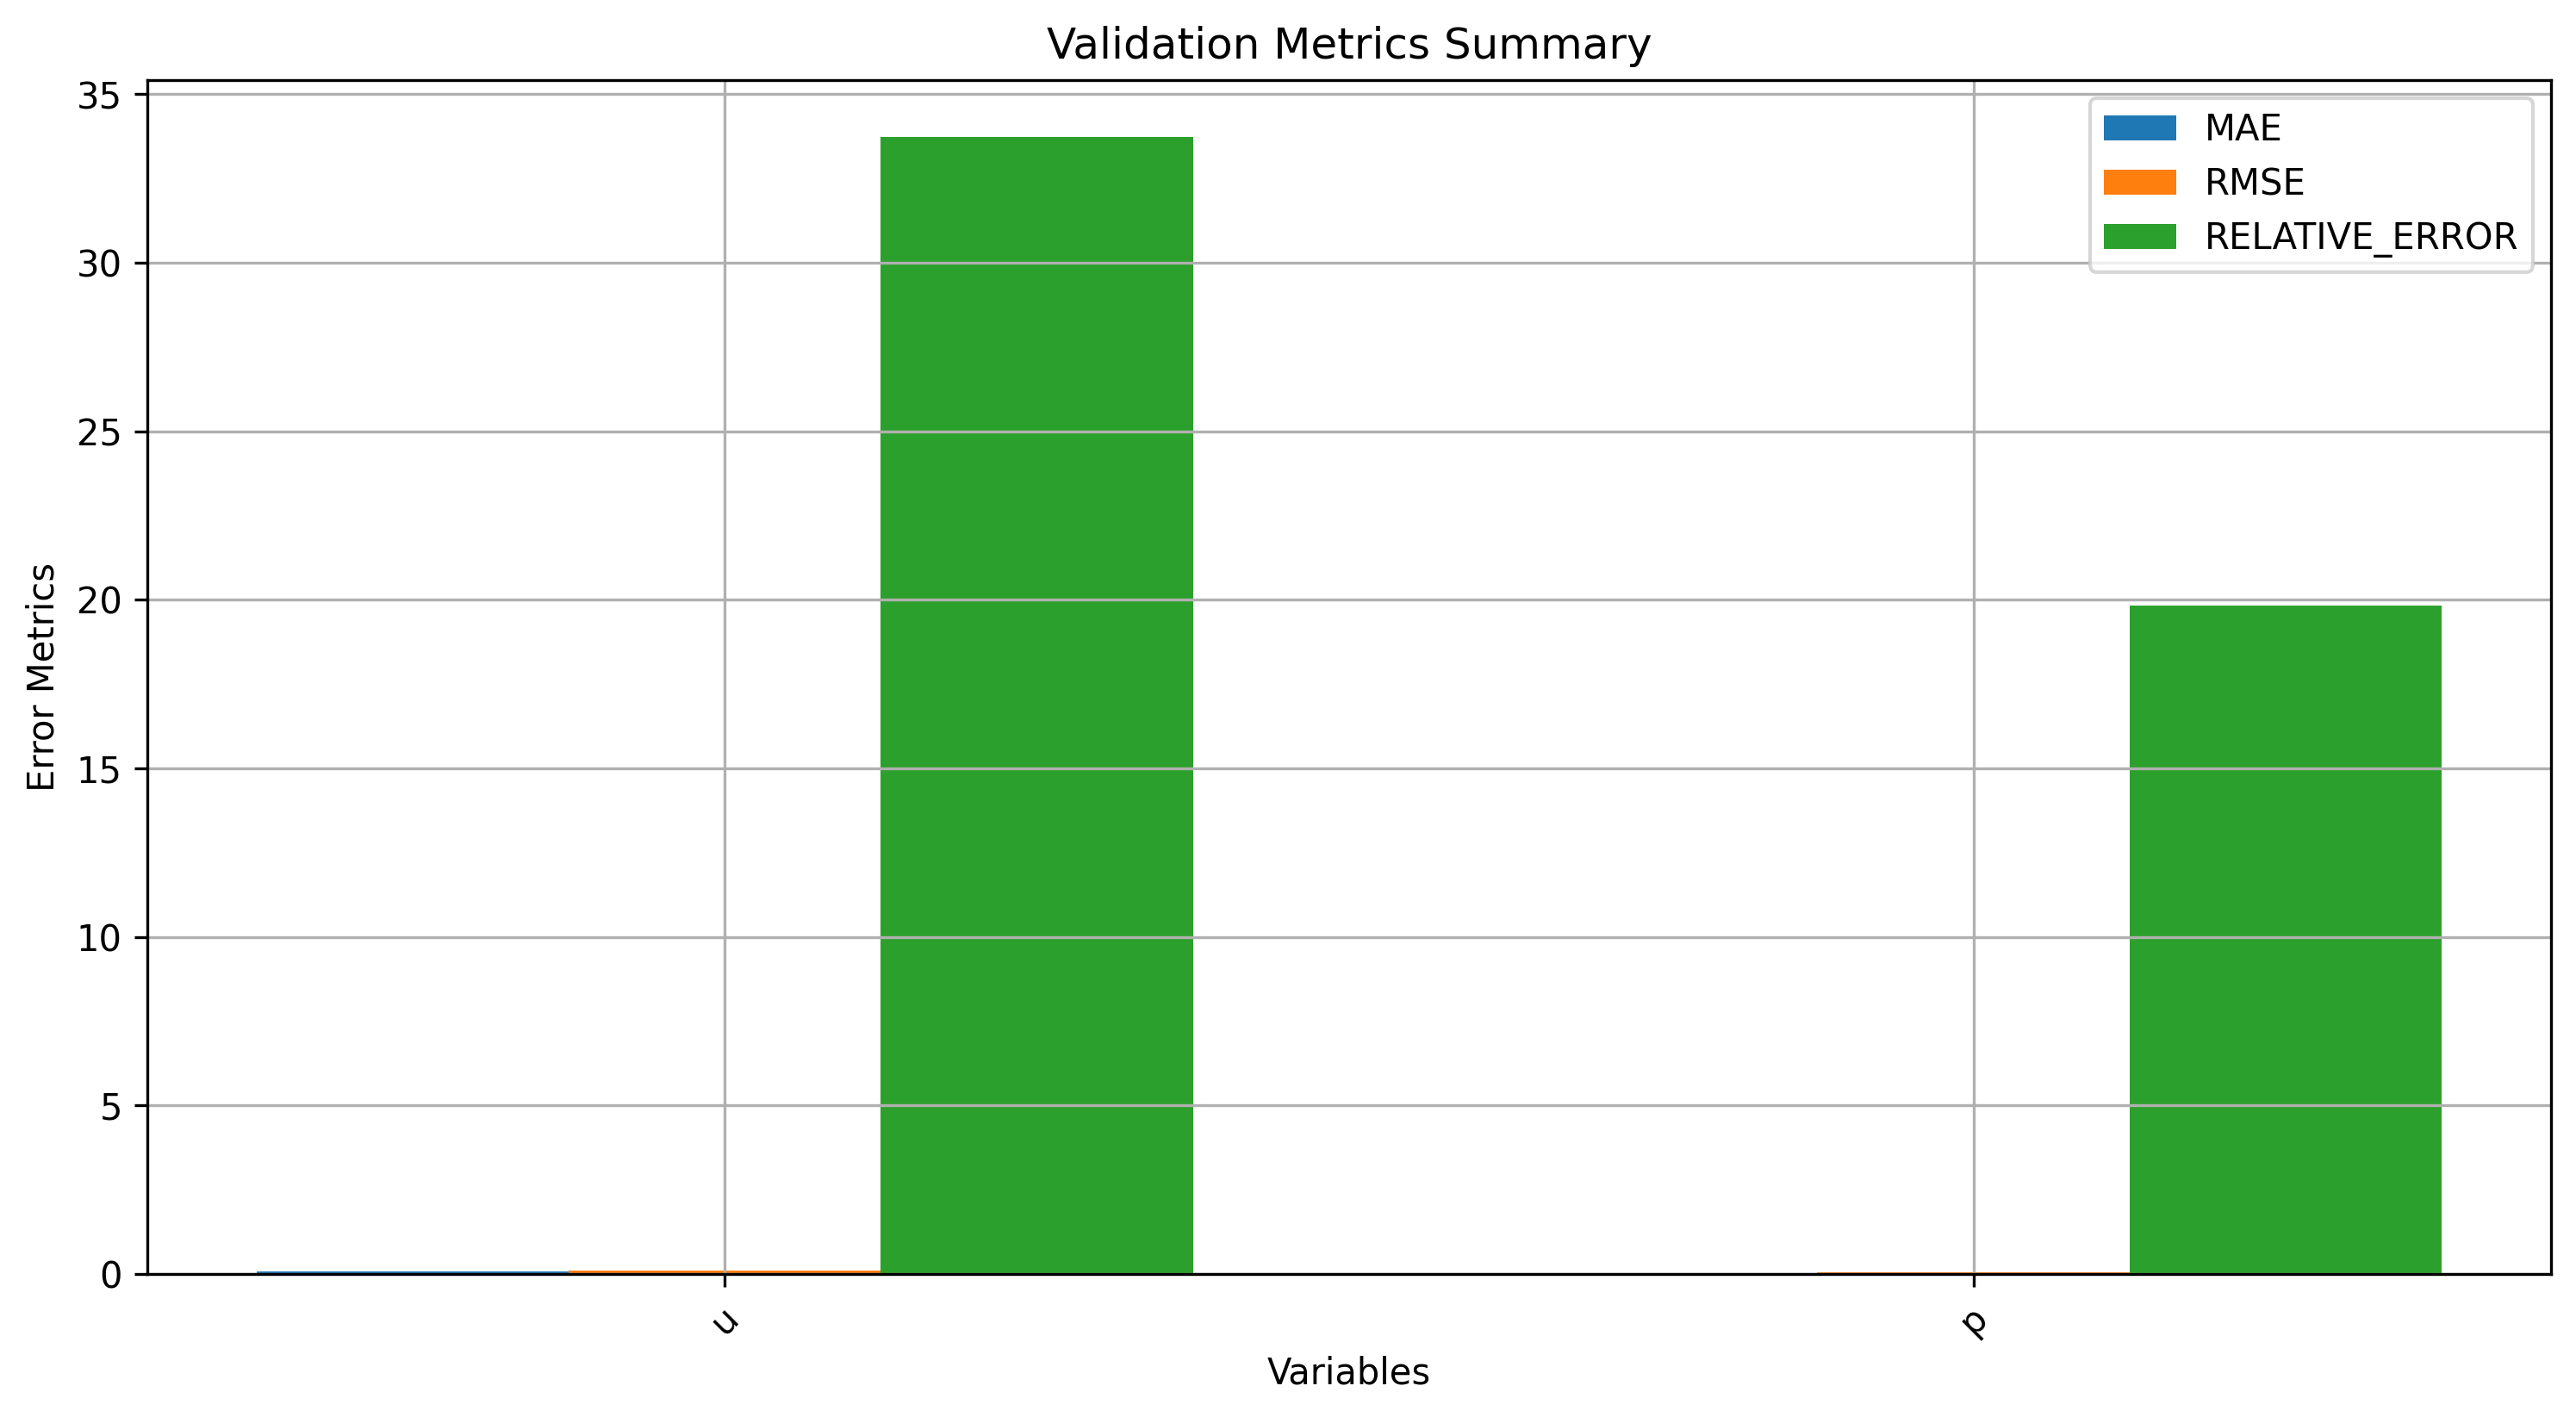 Validation Metrics Summary
35
30
25
20
15
10
5
0
Error Metrics
MAE
RMSE
RELATIVE_ERROR
u
p
Variables